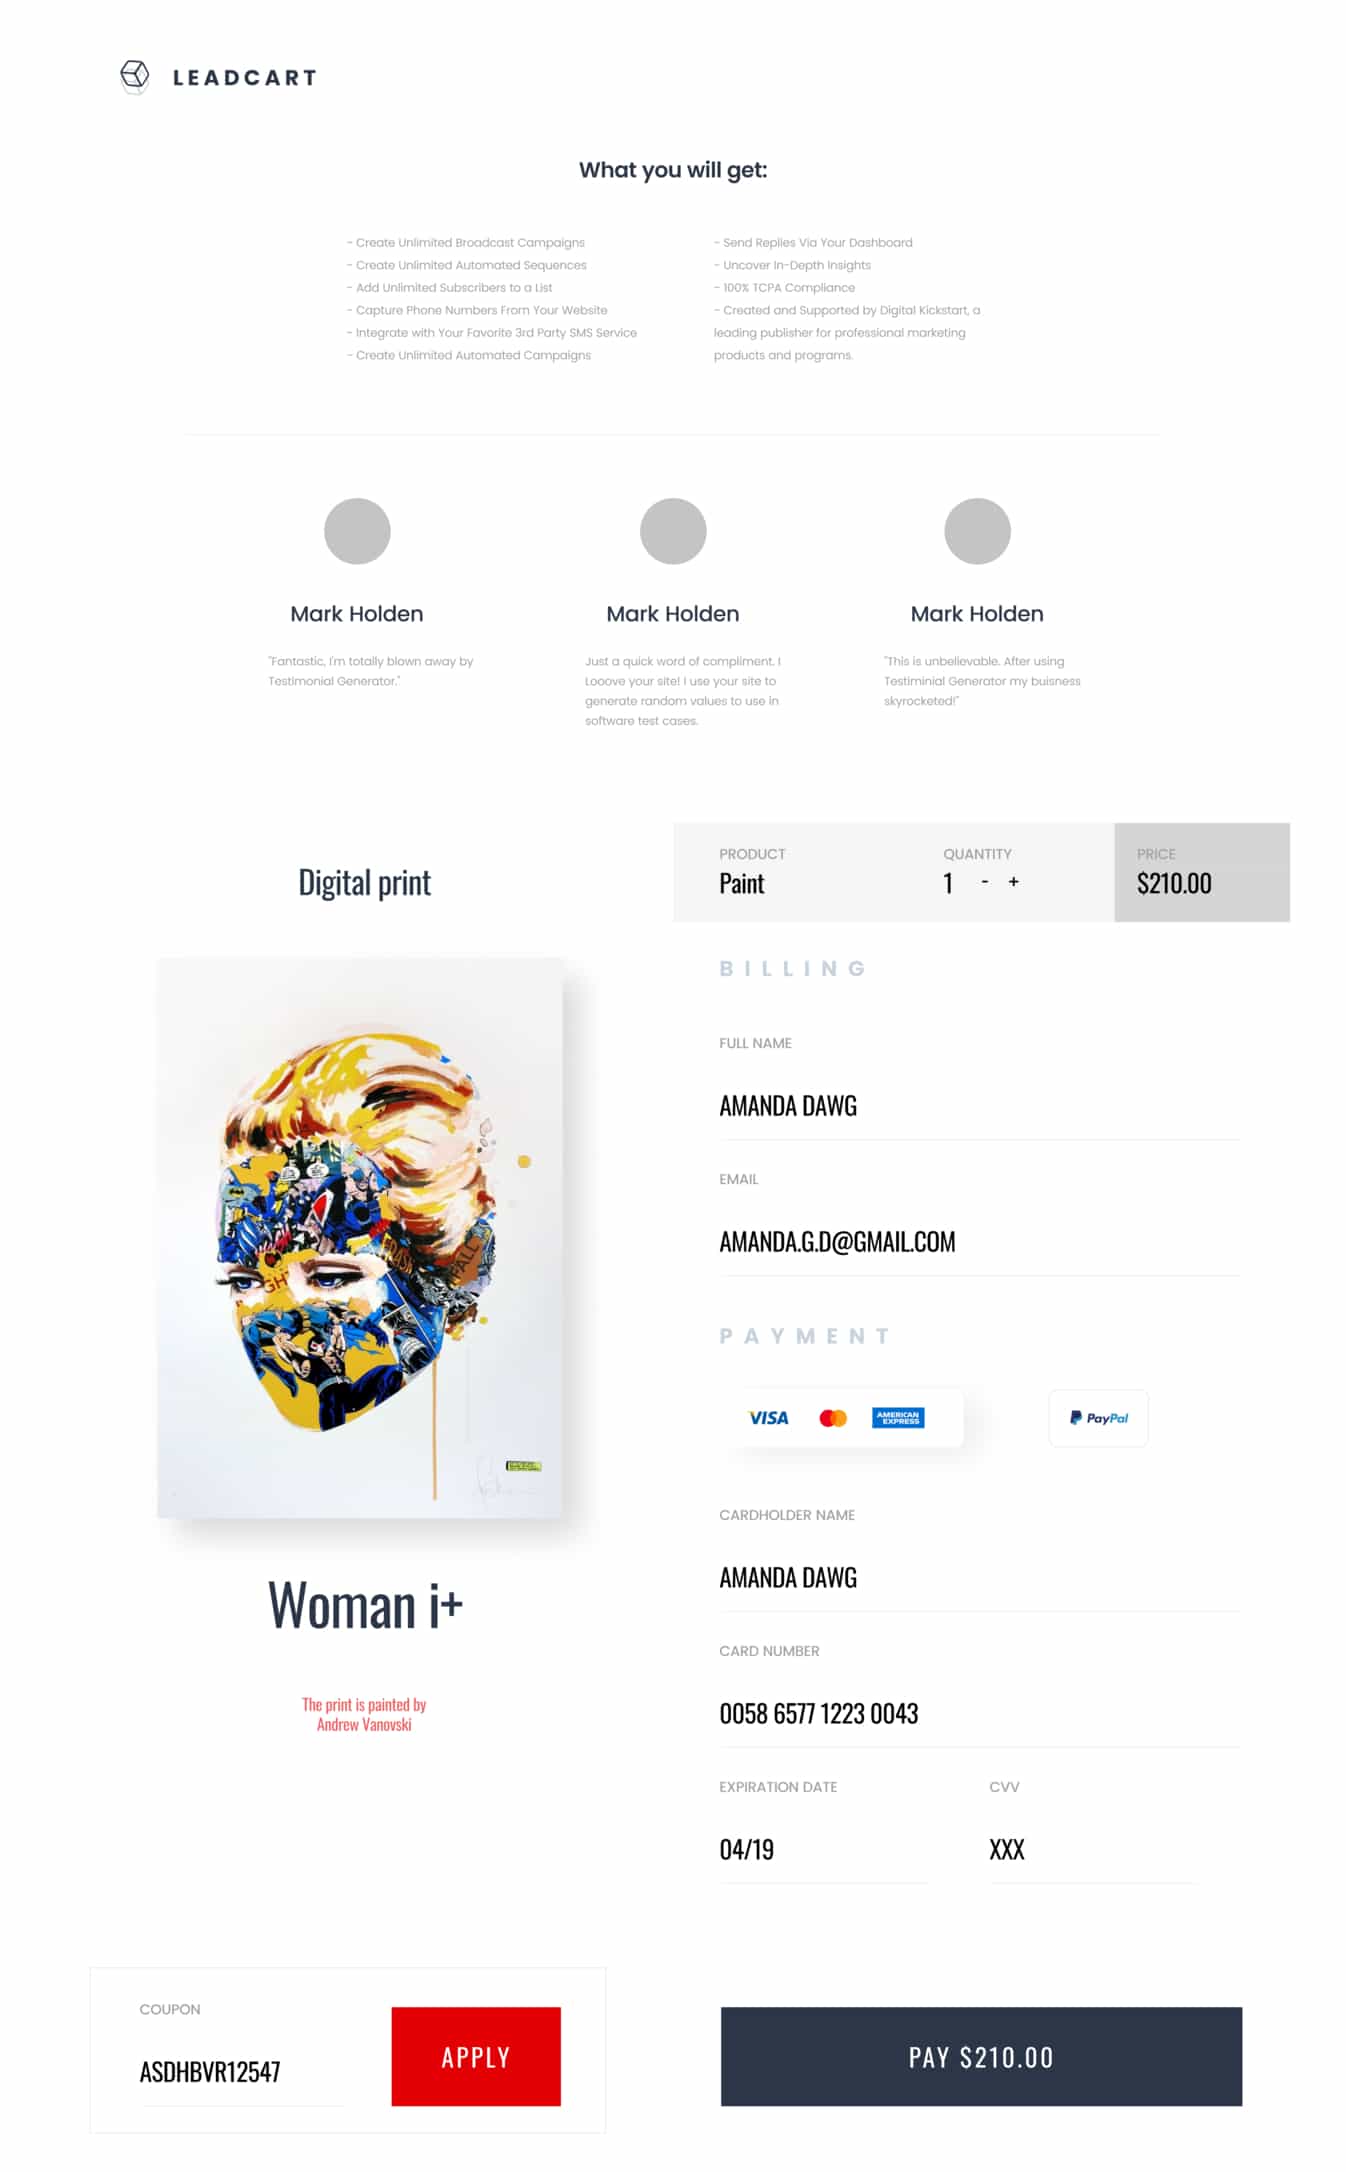 LEADCART
What you will get:
- Create Unlimited Broadcast Campaigns
- Create Unlimited Automated Sequences
- Add Unlimited Subscribers to a List
- Capture Phone Numbers From Your Website
- Integrate with Your Favorite 3rd Party SMS Service
- Create Unlimited Automated Campaigns
- Send Replies Via Your Dashboard
- Uncover In-Depth Insights
- 100% TCPA Compliance
- Created and Supported by Digital Kickstart, a
leading publisher for professional marketing
products and programs.
Mark Holden
"Fantastic, I'm totally blown away by
Testimonial Generator."
Mark Holden
Just a quick word of compliment. I
Looove your site! I use your site to
generate random values to use in
software test cases.
Mark Holden
"This is unbelievable. After using
Testiminial Generator my buisness
skyrocketed!"
Digital print
FALL
GH
Woman i+
The print is painted by
Andrew Vanovski
PRODUCT
Paint
QUANTITY
1 - +
PRICE
$210.00
BILLING
FULL NAME
AMANDA DAWG
EMAIL
AMANDA.G.D@GMAIL.COM
PAYMENT
VISA
AMERICAN
EXPRESS
PayPal
CARDHOLDER NAME
AMANDA DAWG
CARD NUMBER
0058 6577 1223 0043
EXPIRATION DATE
04/19
CVV
XXX
COUPON
ASDHBVR12547
APPLY
PAY $210.00